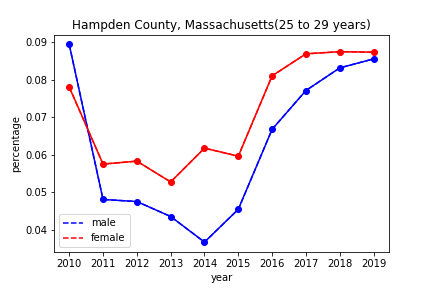 Hampden County, Massachusetts(25 to 29 years)
percentage
0.09
0.08
0.07
0.06
0.05
0.04
male
female
2010 2011 2012 2013 2014 2015 2016 2017 2018 2019
year